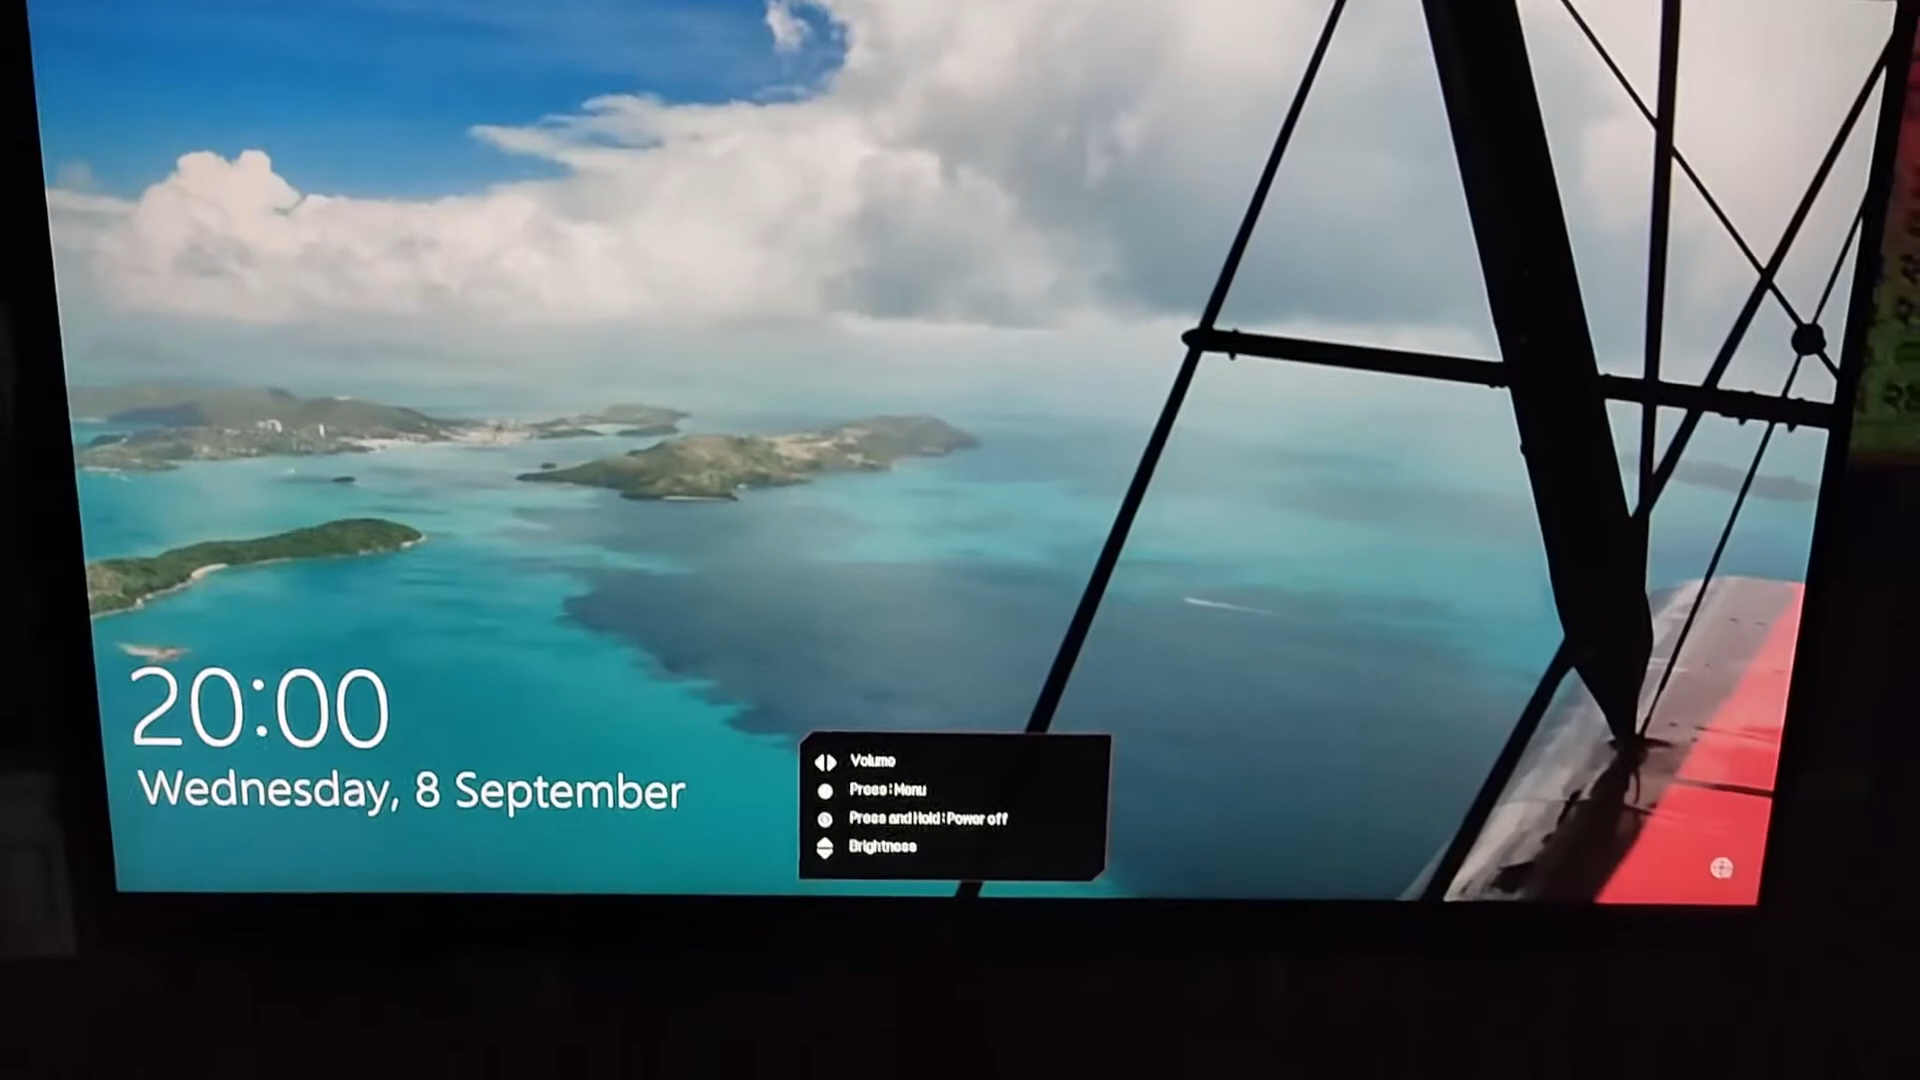 20:00
Wednesday, 8 September
Volume
Press : Menu
Press and Hold : Power off
Brightness